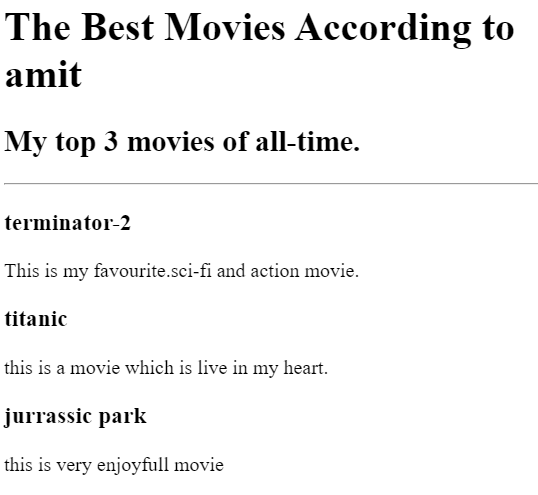 The Best Movies According to
amit
My top 3 movies of all-time.
terminator-2
This is my favourite.sci-fi and action movie.
titanic
this is a movie which is live in my heart.
jurrassic park
this is very enjoyfull movie